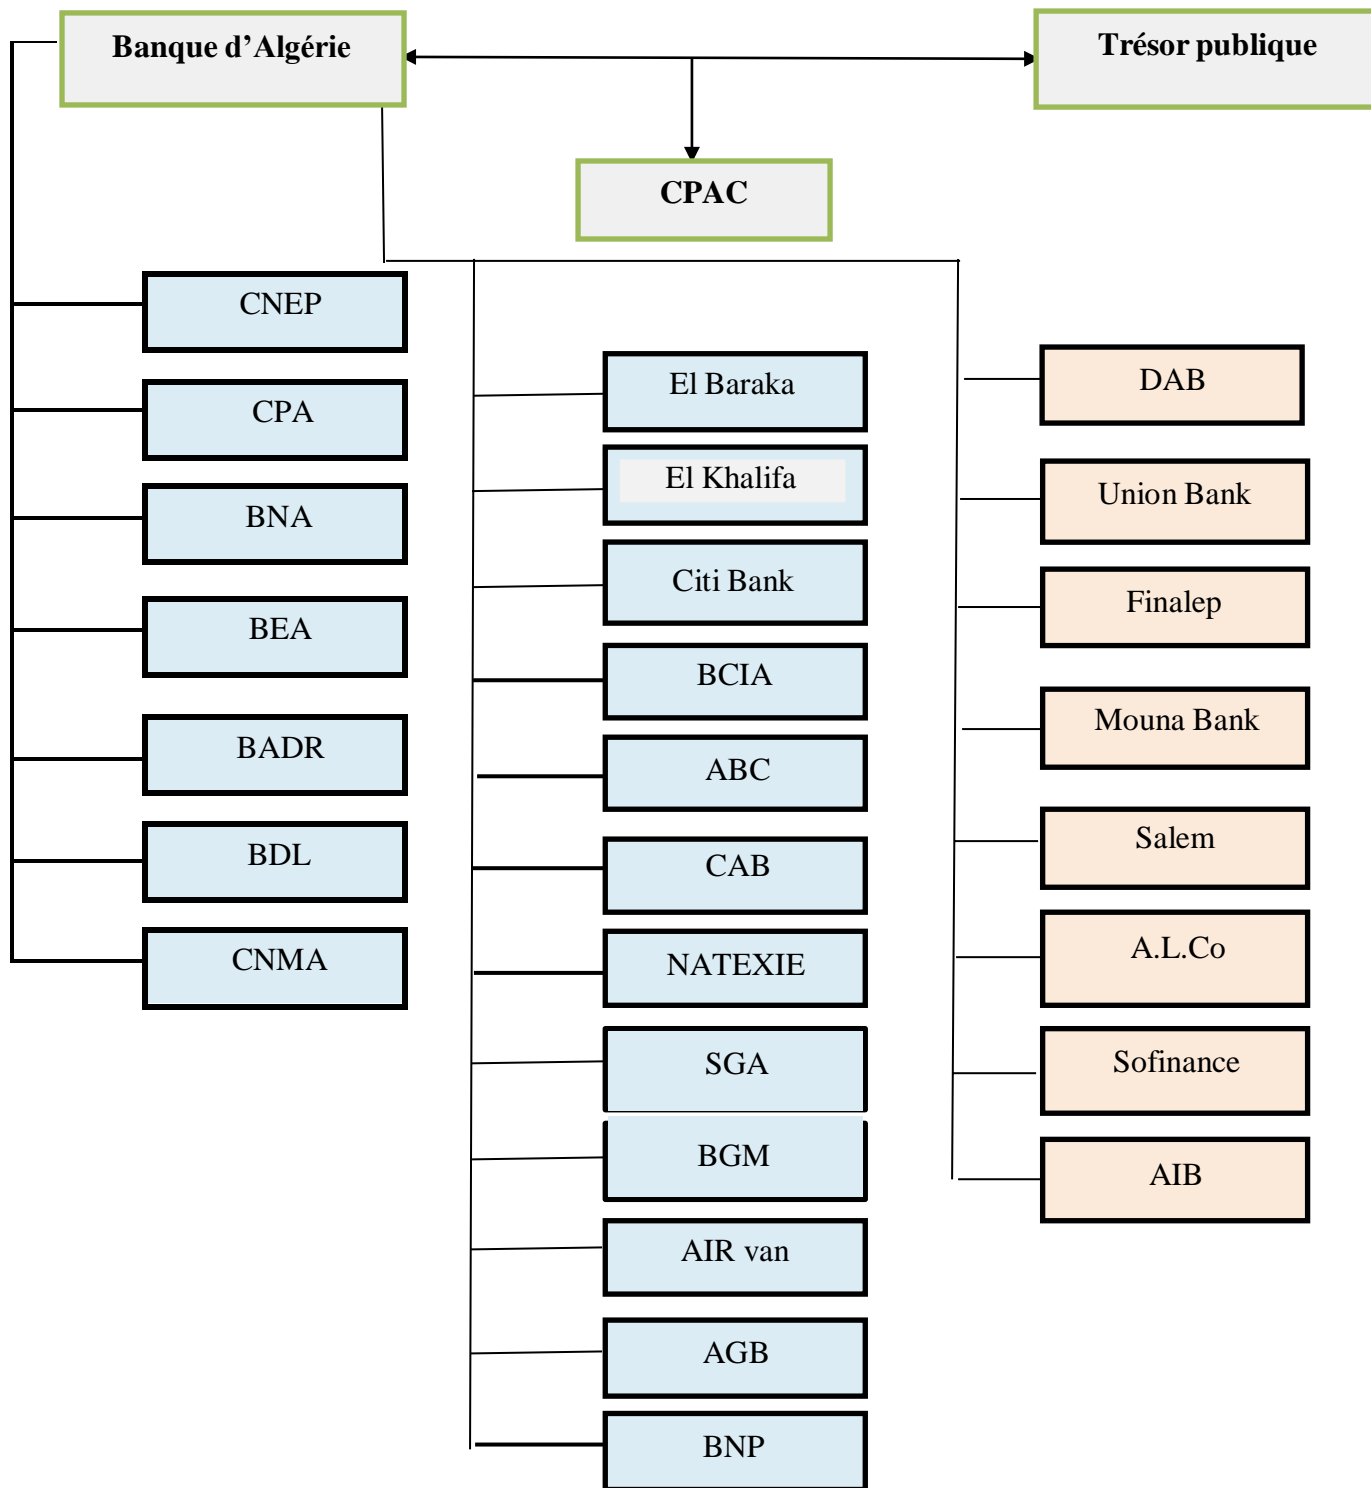 Banque d’Algérie
Trésor publique
CPAC
CNEP
CPA
BNA
BEA
BADR
BDL
CNMA
El Baraka
El Khalifa
Citi Bank
BCIA
ABC
CAB
NATEXIE
SGA
BGM
AIR van
AGB
BNP
DAB
Union Bank
Finalep
Mouna Bank
Salem
A.L.Co
Sofinance
AIB